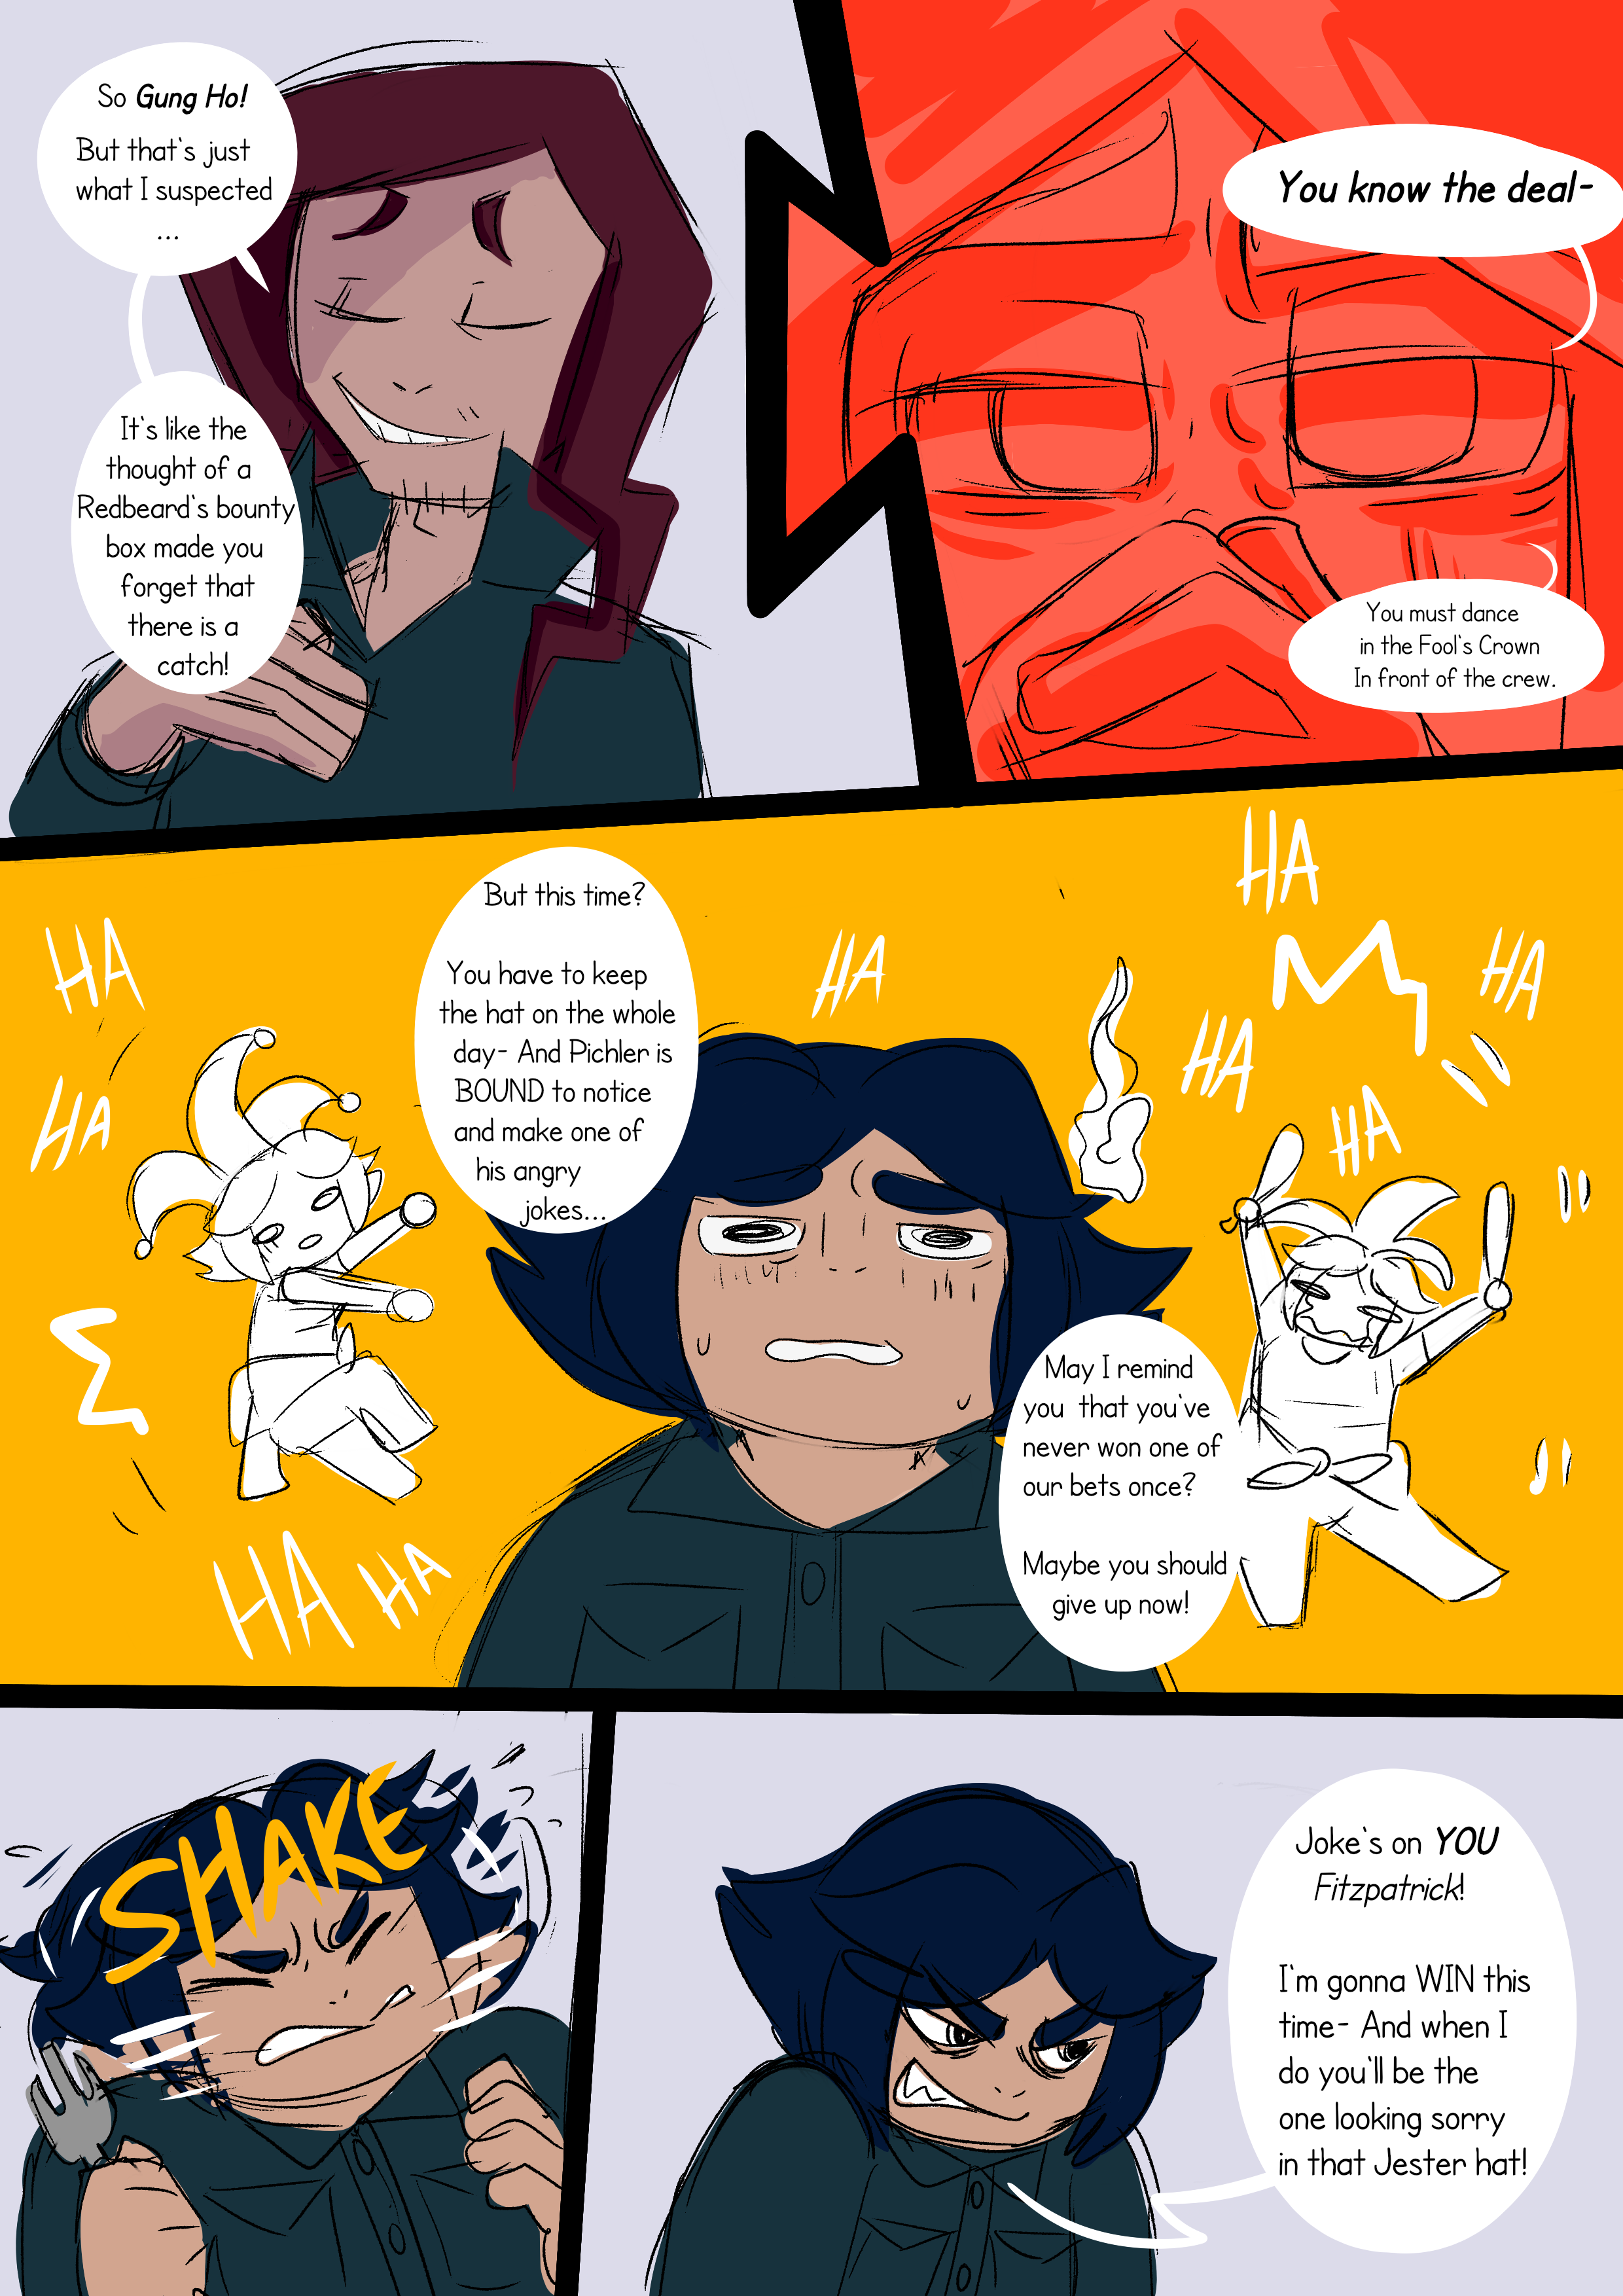 So Gung Ho!
But that's just
what I suspected
...
It's like the
thought of a
Redbeard's bounty
box made you
forget that
there is a
catch!
You know the deal-
You must dance
in the Fool's Crown
In front of the crew.
HA
HA
But this time?
You have to keep
the hat on the whole
day- And Pichler is
BOUND to notice
and make one of
his angry
jokes...
HA
HA
HA
HA
HA
May I remind
you that you've
never won one of
our bets once?
Maybe you should
give up now!
HA
HA
SHAKE
Joke's on YOU
Fitzpatrick!
I'm gonna WIN this
time- And when I
do you'll be the
one looking sorry
in that Jester hat!